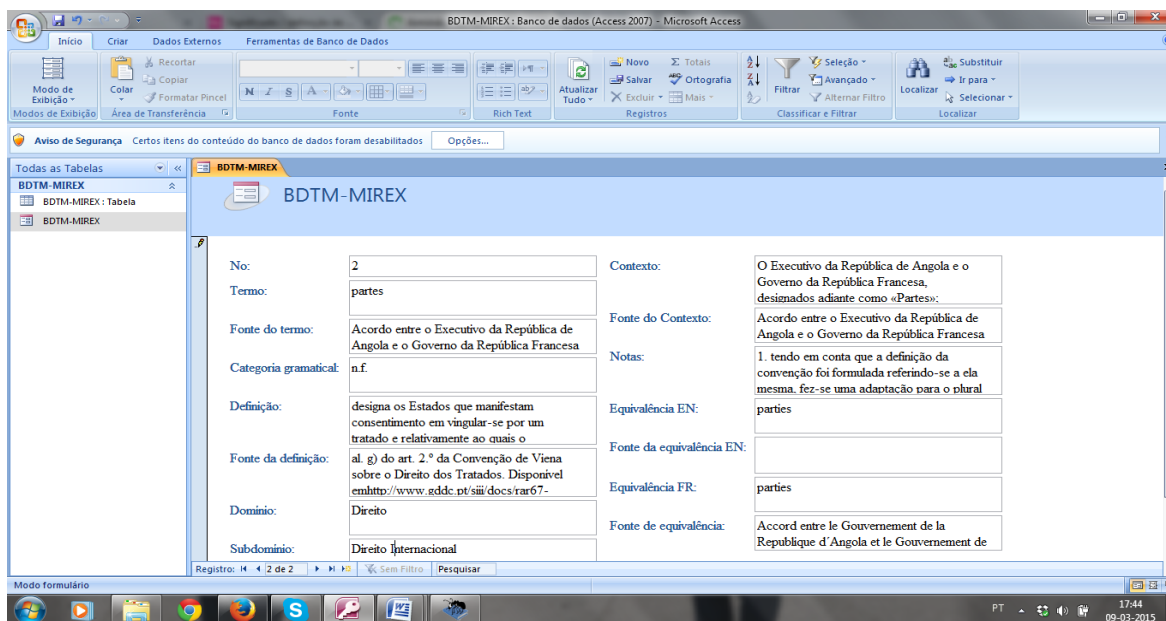 BDTM-MIREX : Banco de dados (Access 2007) - Microsoft Access
Início Criar Dados Externos Ferramentas de Banco de Dados
Modo de Exibição
Modos de Exibição
Colar
Recortar
Copiar
Formatar Pincel
Área de Transferência
N I S A
Fonte
Rich Text
Atualizar Tudo
Novo
Salvar
Excluir
Totais
Ortografia
Mais
Registros
Filtrar
Seleção
Avançado
Alternar Filtro
Classificar e Filtrar
Localizar
Substituir
Ir para
Selecionar
Localizar
Aviso de Segurança Certos itens do conteúdo do banco de dados foram desabilitados Opções...
Todas as Tabelas
BDTM-MIREX
BDTM-MIREX : Tabela
BDTM-MIREX
BDTM-MIREX
BDTM-MIREX
No: 2
Termo: partes
Fonte do termo: Acordo entre o Executivo da República de
Angola e o Governo da República Francesa
Categoria gramatical: n.f.
Definição: designa os Estados que manifestam
consentimento em vingular-se por um
tratado e relativamente ao quais o
Fonte da definição: al. g) do art. 2.º da Convenção de Viena
sobre o Direito dos Tratados. Disponivel
emhttp://www.gddc.pt/siii/docs/rar67-
Dominio: Direito
Subdominio: Direito Internacional
Contexto: O Executivo da República de Angola e o
Governo da República Francesa,
designados adiante como «Partes»;
Fonte do Contexto: Acordo entre o Executivo da República de
Angola e o Governo da República Francesa
Notas: 1. tendo em conta que a definição da
convenção foi formulada referindo-se a ela
mesma, fez-se uma adaptação para o plural
Equivalência EN: parties
Fonte da equivalência EN:
Equivalência FR: parties
Fonte de equivalência: Accord entre le Gouvernement de la
Republique d´Angola et le Gouvernement de
Registro: 2 de 2 Sem Filtro Pesquisar
Modo formulário
PT 17:44
09-03-2015